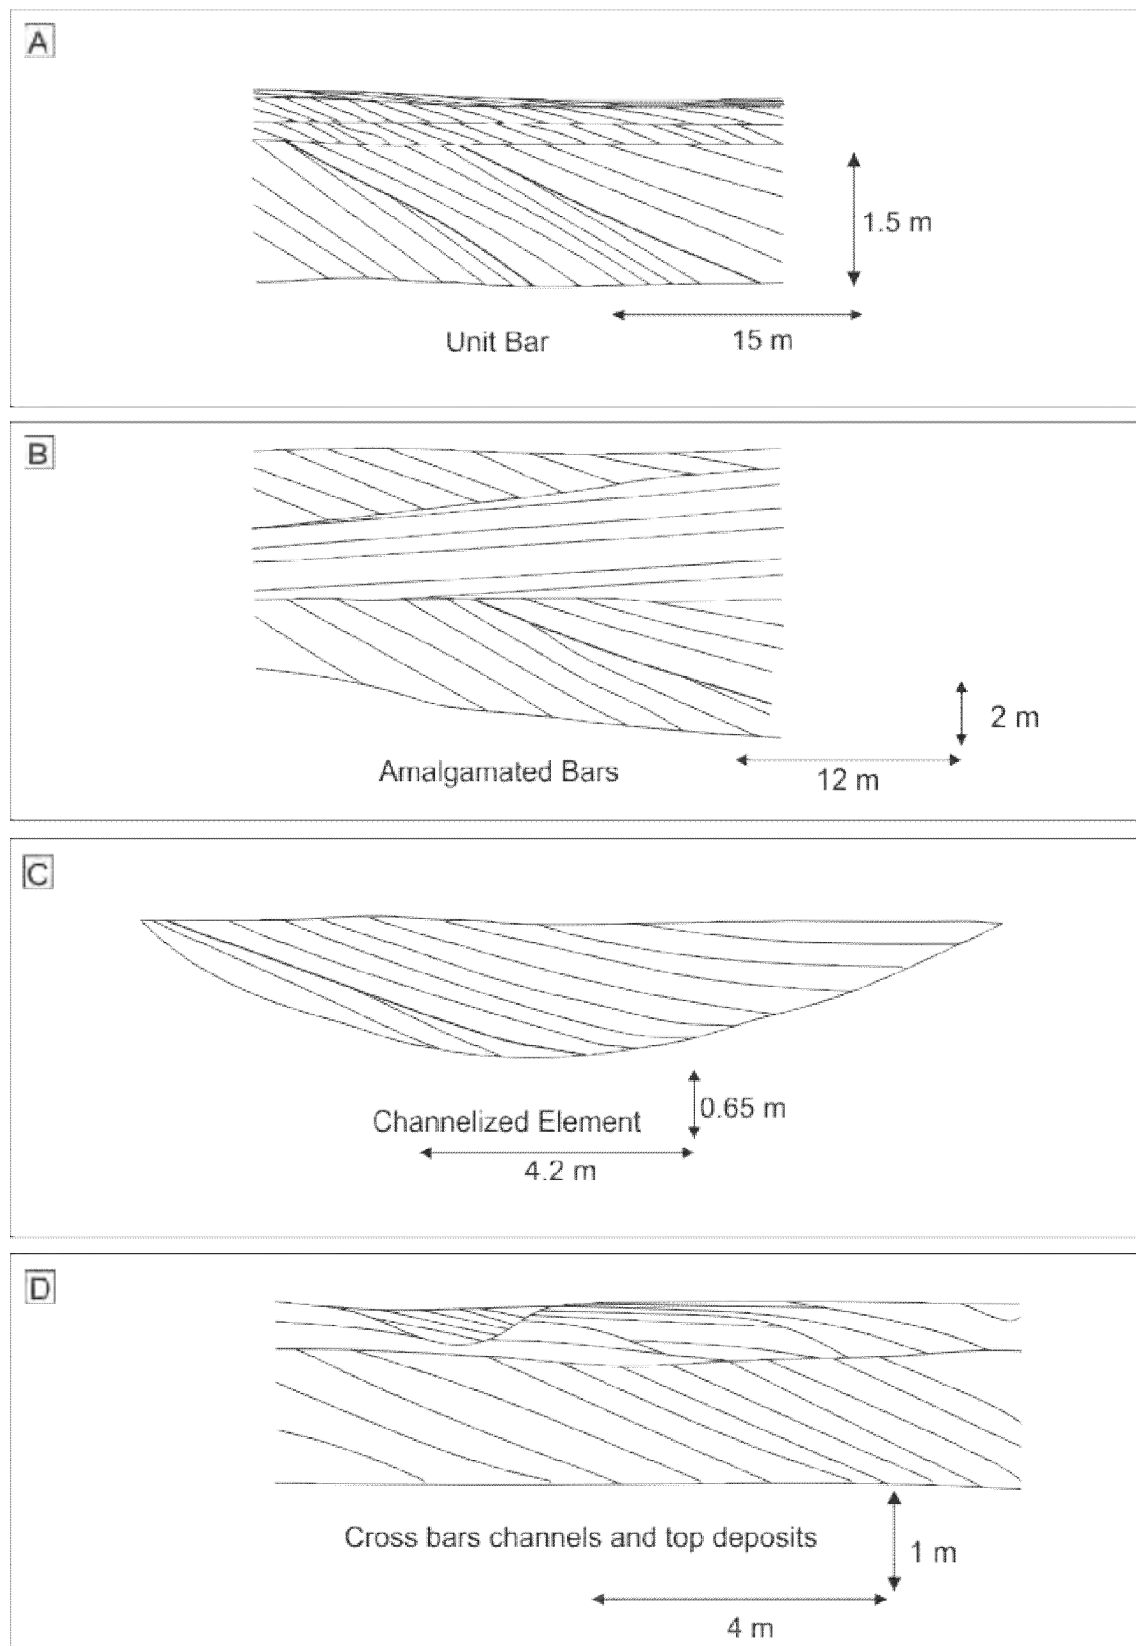 A
1.5 m
Unit Bar
15 m
B
2 m
Amalgamated Bars
12 m
C
0.65 m
Channelized Element
4.2 m
D
Cross bars channels and top deposits
1 m
4 m